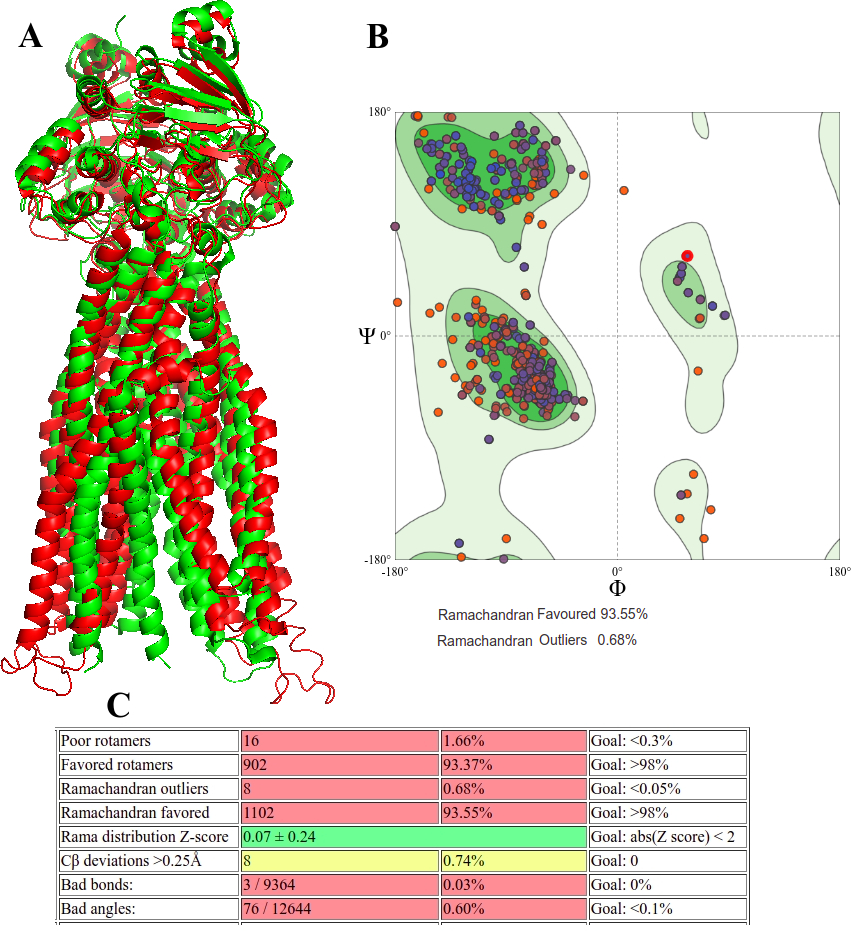 A
B
180°
Ψ
0°
-180°
-180°
0°
180°
Φ
Ramachandran Favoured 93.55%
Ramachandran Outliers 0.68%
C
Poor rotamers 16 1.66% Goal: <0.3%
Favored rotamers 902 93.37% Goal: >98%
Ramachandran outliers 8 0.68% Goal: <0.05%
Ramachandran favored 1102 93.55% Goal: >98%
Rama distribution Z-score 0.07 ± 0.24 Goal: abs(Z score) < 2
Cβ deviations >0.25Å 8 0.74% Goal: 0
Bad bonds: 3 / 9364 0.03% Goal: 0%
Bad angles: 76 / 12644 0.60% Goal: <0.1%